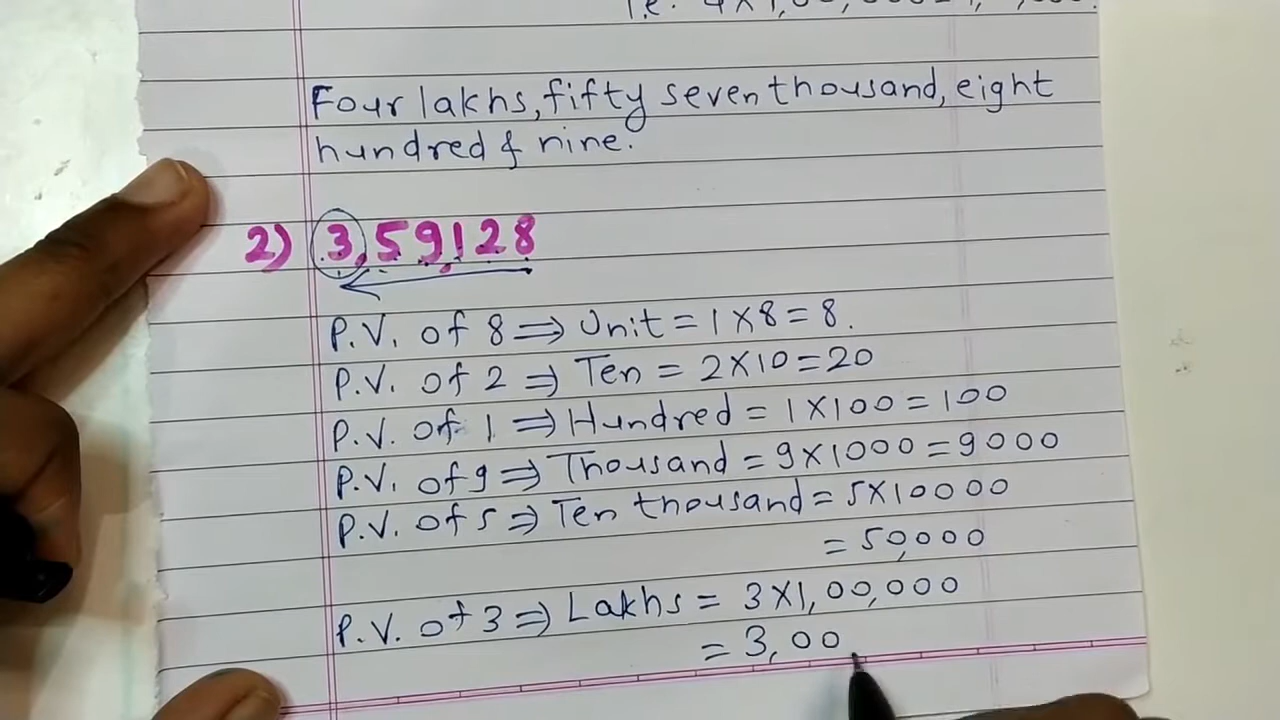 Four lakhs, fifty seven thousand, eight
hundred & nine.
2) 3,59,128
P.V. of 8 ⇒ Unit = 1 × 8 = 8.
P.V. of 2 ⇒ Ten = 2 × 10 = 20
P.V. of 1 ⇒ Hundred = 1 × 100 = 100
P.V. of 9 ⇒ Thousand = 9 × 1000 = 9000
P.V. of 5 ⇒ Ten thousand = 5 × 10000
= 50,000
P.V. of 3 ⇒ Lakhs = 3 × 1,00,000
= 3,00